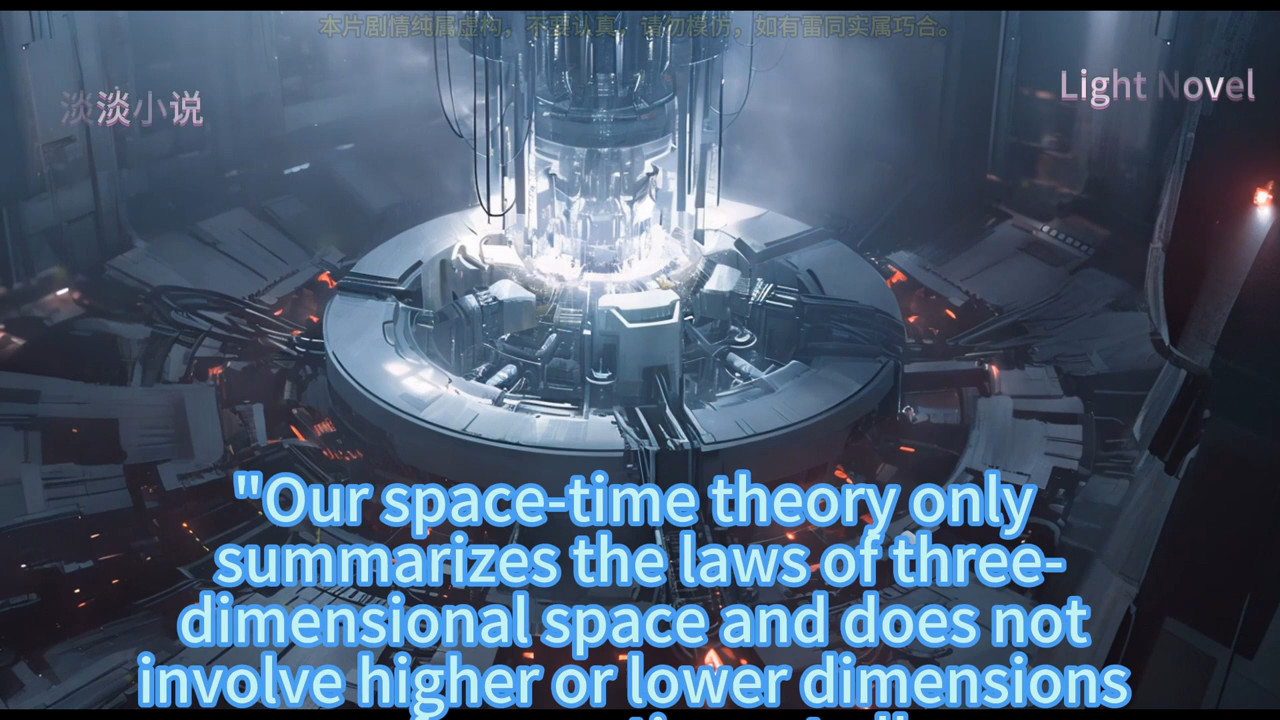 本片剧情纯属虚构，不要认真，请勿模仿，如有雷同实属巧合。
淡淡小说
Light Novel
"Our space-time theory only
summarizes the laws of three-
dimensional space and does not
involve higher or lower dimensions